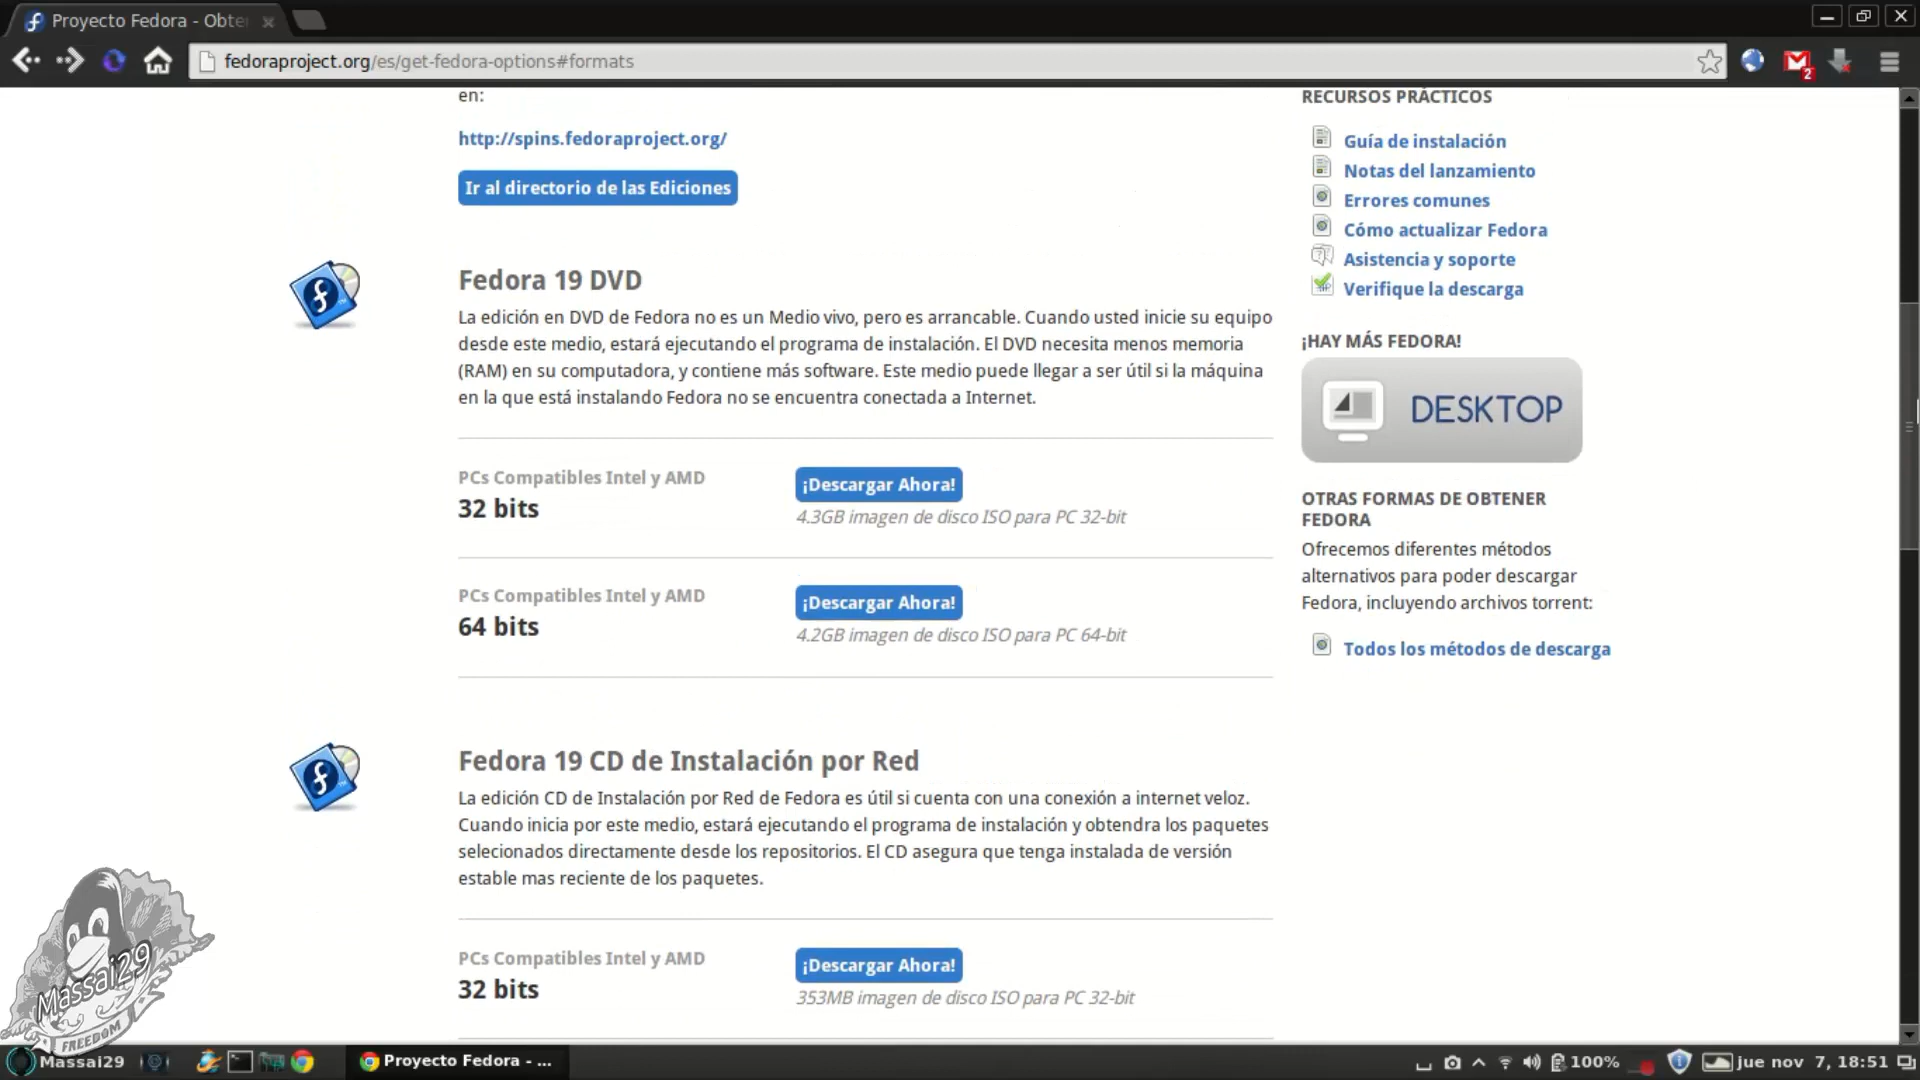 Proyecto Fedora - Obte
fedoraproject.org/es/get-fedora-options#formats
2
en:
http://spins.fedoraproject.org/
Ir al directorio de las Ediciones
Fedora 19 DVD
La edición en DVD de Fedora no es un Medio vivo, pero es arrancable. Cuando usted inicie su equipo
desde este medio, estará ejecutando el programa de instalación. El DVD necesita menos memoria
(RAM) en su computadora, y contiene más software. Este medio puede llegar a ser útil si la máquina
en la que está instalando Fedora no se encuentra conectada a Internet.
PCs Compatibles Intel y AMD
32 bits
¡Descargar Ahora!
4.3GB imagen de disco ISO para PC 32-bit
PCs Compatibles Intel y AMD
64 bits
¡Descargar Ahora!
4.2GB imagen de disco ISO para PC 64-bit
Fedora 19 CD de Instalación por Red
La edición CD de Instalación por Red de Fedora es útil si cuenta con una conexión a internet veloz.
Cuando inicia por este medio, estará ejecutando el programa de instalación y obtendra los paquetes
selecionados directamente desde los repositorios. El CD asegura que tenga instalada de versión
estable mas reciente de los paquetes.
PCs Compatibles Intel y AMD
32 bits
¡Descargar Ahora!
353MB imagen de disco ISO para PC 32-bit
RECURSOS PRÁCTICOS
Guía de instalación
Notas del lanzamiento
Errores comunes
Cómo actualizar Fedora
Asistencia y soporte
Verifique la descarga
¡HAY MÁS FEDORA!
DESKTOP
OTRAS FORMAS DE OBTENER
FEDORA
Ofrecemos diferentes métodos
alternativos para poder descargar
Fedora, incluyendo archivos torrent:
Todos los métodos de descarga
Massai29
FREEDOM
Massai29
Proyecto Fedora - ...
100%
jue nov 7, 18:51